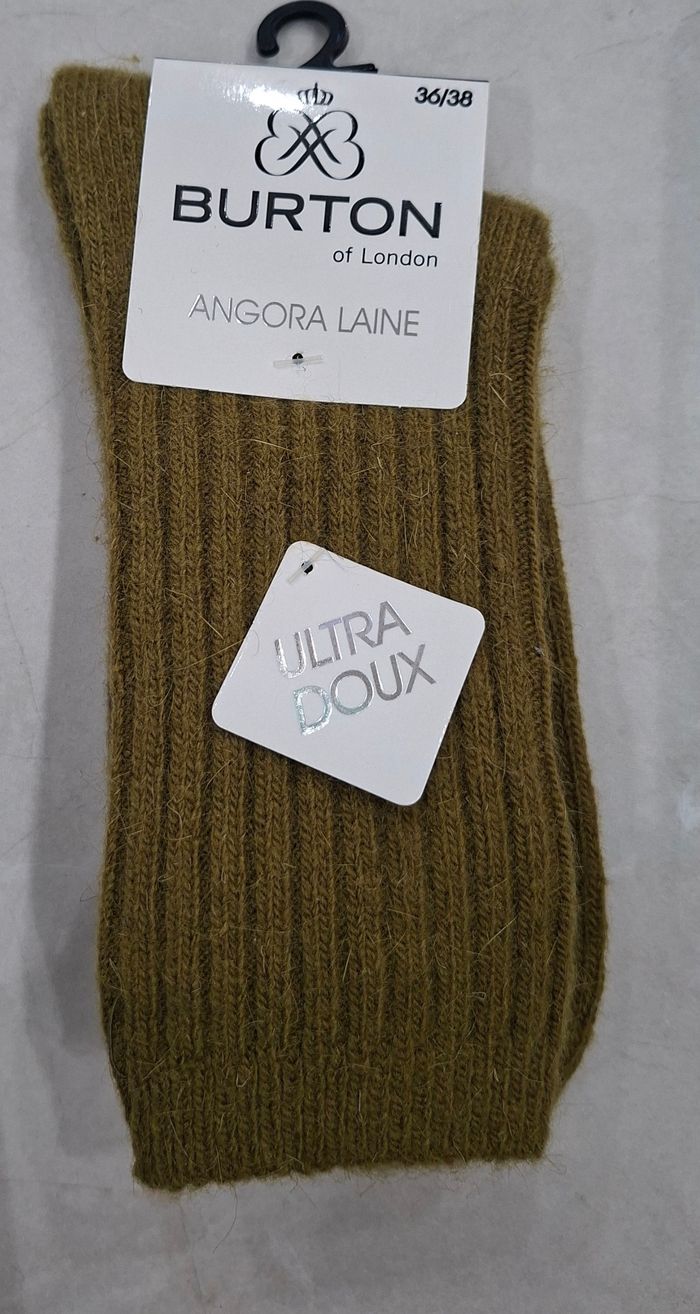 36/38
BURTON
of London
ANGORA LAINE
ULTRA
DOUX